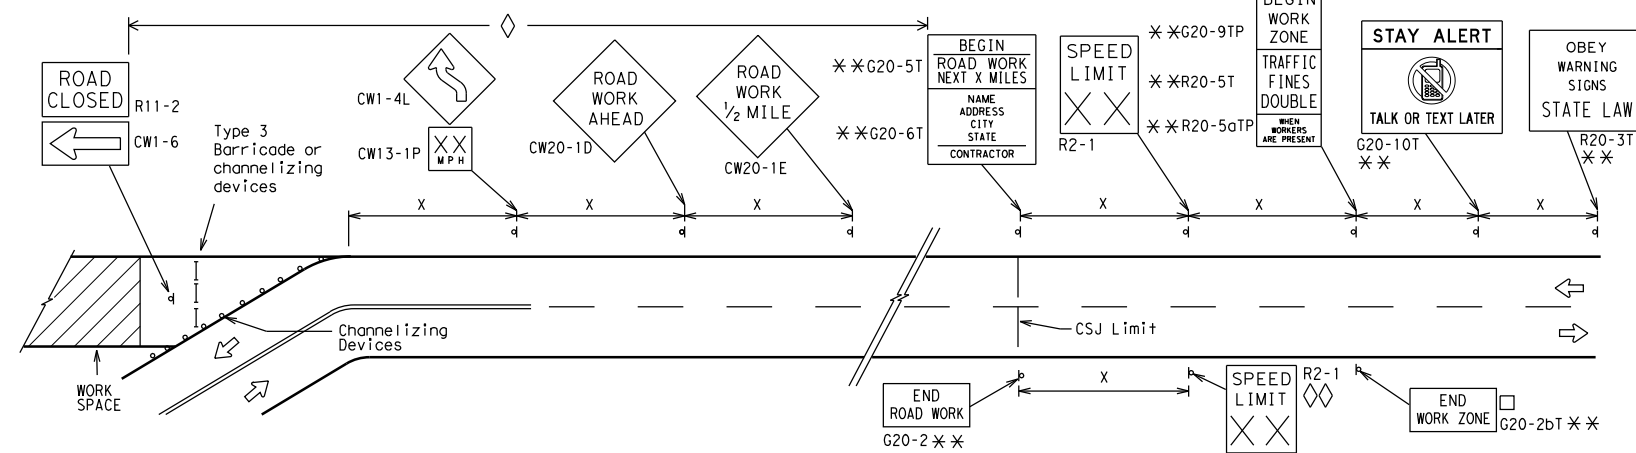 ROAD
CLOSED
R11-2
CW1-6
Type 3
Barricade or
channelizing
devices
CW1-4L
CW13-1P
XX
MPH
ROAD
WORK
AHEAD
CW20-1D
ROAD
WORK
1/2 MILE
CW20-1E
**G20-5T
**G20-6T
BEGIN
ROAD WORK
NEXT X MILES
NAME
ADDRESS
CITY
STATE
CONTRACTOR
SPEED
LIMIT
XX
R2-1
**G20-9TP
**R20-5T
**R20-5aTP
BEGIN
WORK
ZONE
TRAFFIC
FINES
DOUBLE
WHEN
WORKERS
ARE PRESENT
STAY ALERT
TALK OR TEXT LATER
G20-10T
**
OBEY
WARNING
SIGNS
STATE LAW
R20-3T
**
X
X
X
X
X
X
X
Channelizing
Devices
WORK
SPACE
CSJ Limit
END
ROAD WORK
G20-2 **
X
SPEED
LIMIT
XX
R2-1
END
WORK ZONE
G20-2bT **